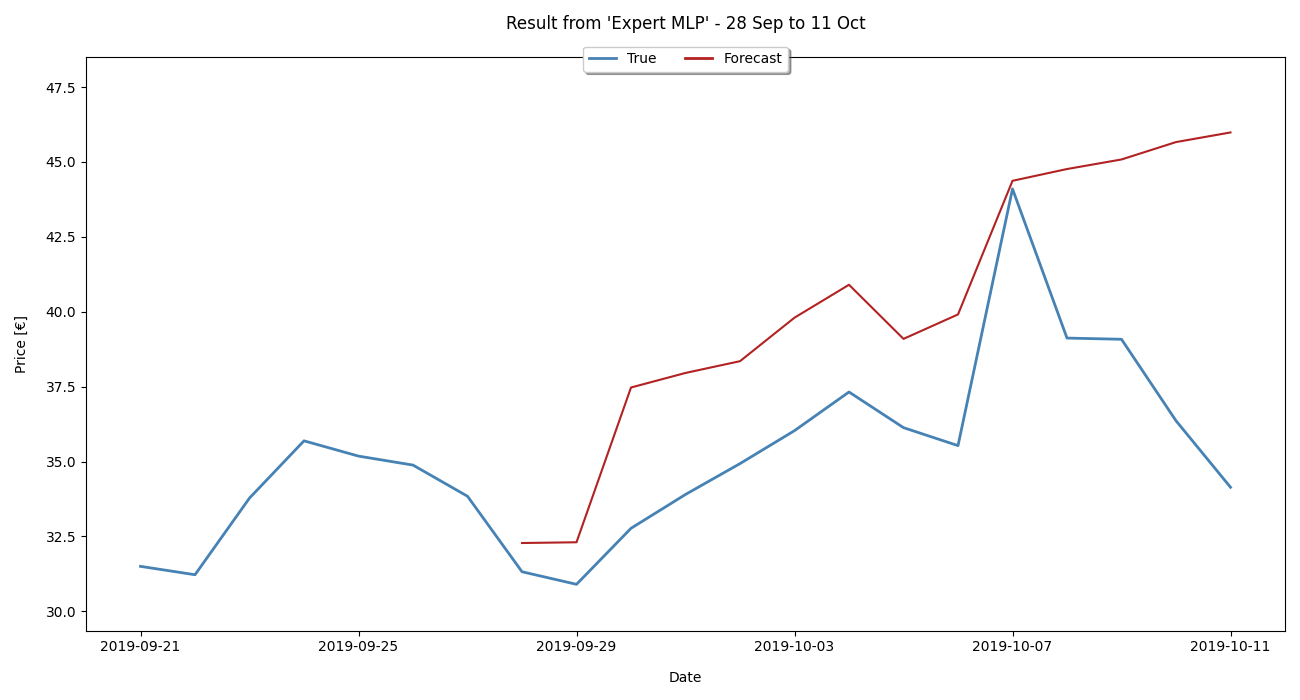 Result from 'Expert MLP' - 28 Sep to 11 Oct
True
Forecast
47.5
45.0
42.5
40.0
37.5
35.0
32.5
30.0
Price [€]
2019-09-21
2019-09-25
2019-09-29
2019-10-03
2019-10-07
2019-10-11
Date